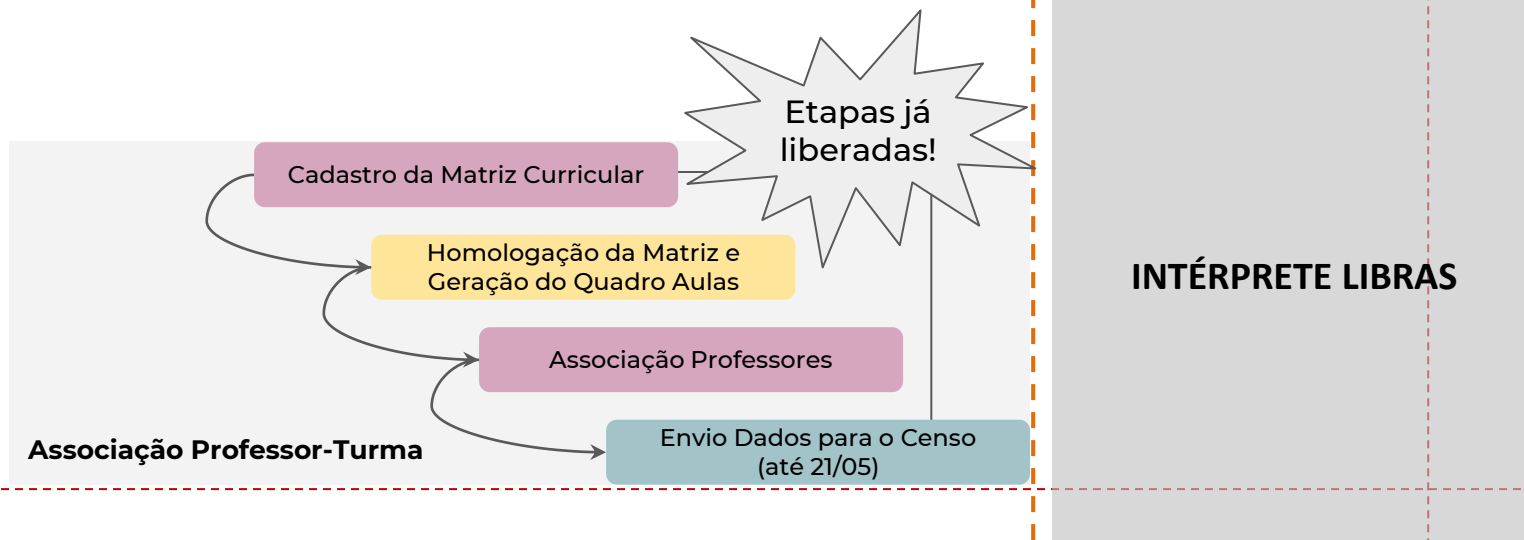 Etapas já
liberadas!
Cadastro da Matriz Curricular
Homologação da Matriz e
Geração do Quadro Aulas
Associação Professores
Envio Dados para o Censo
(até 21/05)
Associação Professor-Turma
INTÉRPRETE LIBRAS